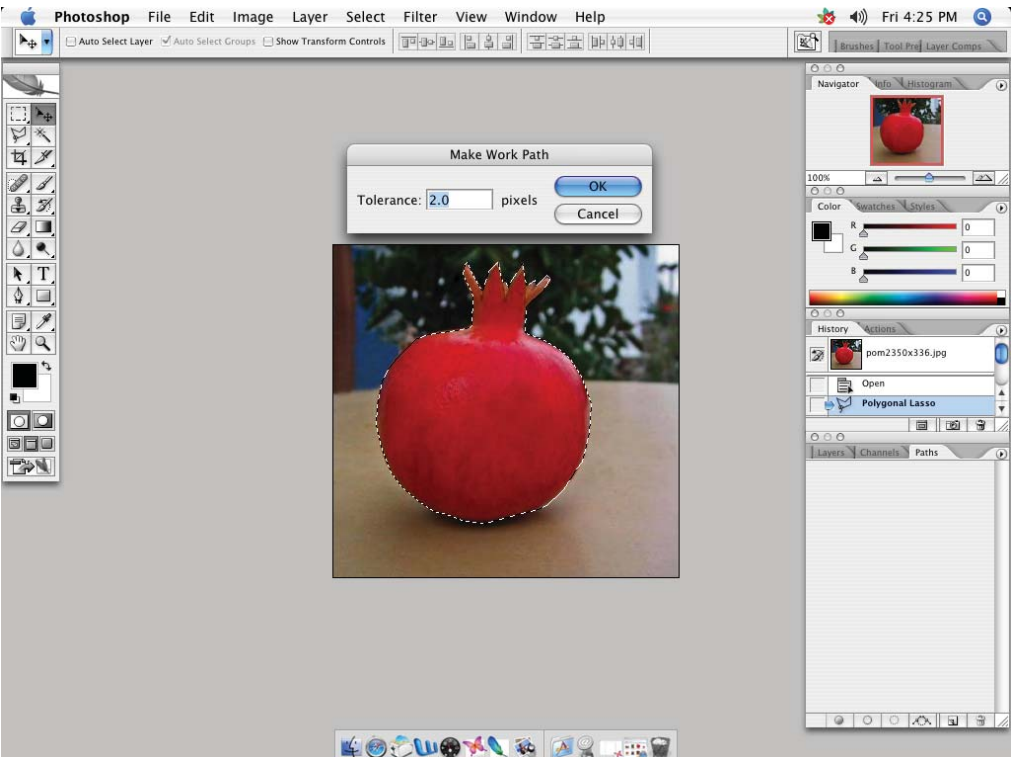 Photoshop File Edit Image Layer Select Filter View Window Help Fri 4:25 PM
Auto Select Layer Auto Select Groups Show Transform Controls
Brushes Tool Pre Layer Comps
Navigator Info Histogram
100%
Make Work Path
Tolerance: 2.0 pixels
OK
Cancel
Color Swatches Styles
R 0
G 0
B 0
History Actions
pom2350x336.jpg
Open
Polygonal Lasso
Layers Channels Paths
T